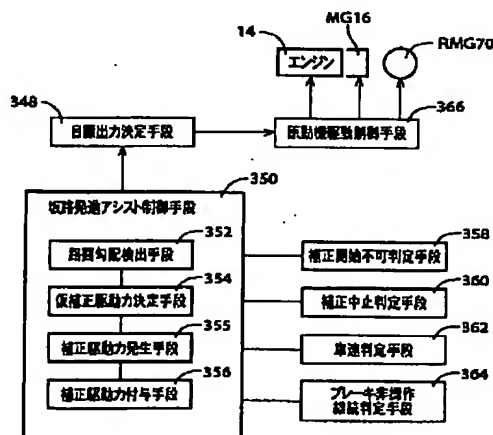 MG16
14
RMG70
エンジン
348
366
目標出力決定手段
原動機駆動制御手段
350
坂路発進アシスト制御手段
352
路面勾配検出手段
354
仮補正駆動力決定手段
355
補正駆動力発生手段
356
補正駆動力付与手段
358
補正開始不可判定手段
360
補正中止判定手段
362
車速判定手段
364
ブレーキ非操作
継続判定手段